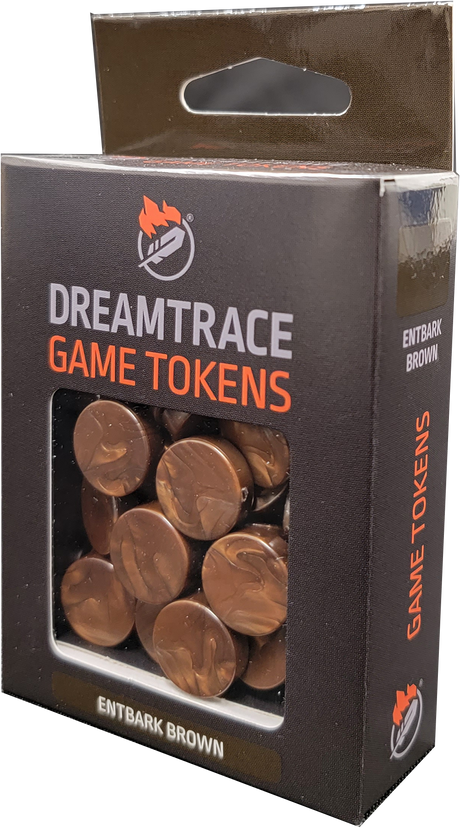 ®
DREAMTRACE
GAME TOKENS
ENTBARK BROWN
ENTBARK
BROWN
GAME TOKENS
®